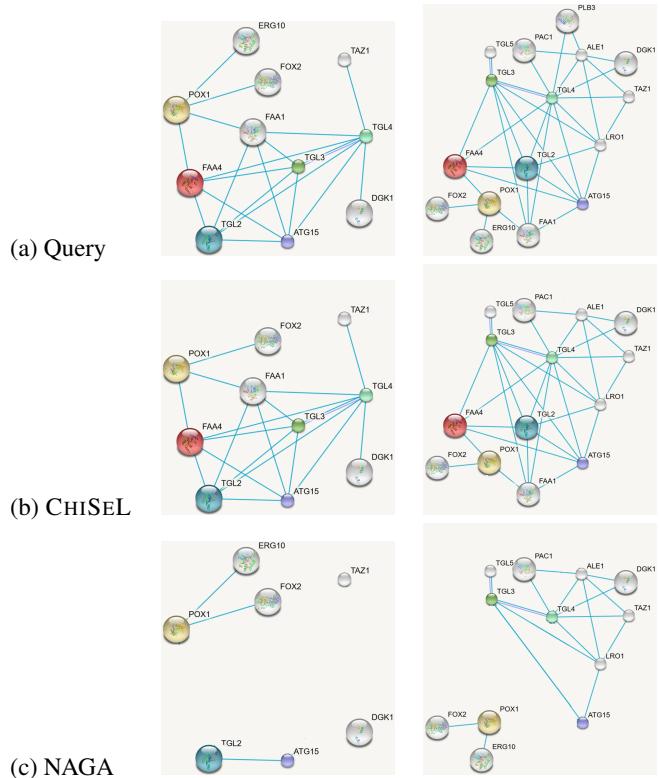 ERG10
TAZ1
FOX2
POX1
FAA1
TGL4
TGL3
FAA4
DGK1
TGL2
ATG15
PLB3
TGL5
PAC1
ALE1
DGK1
TGL3
TGL4
TAZ1
LRO1
FAA4
TGL2
FOX2
POX1
ATG15
ERG10
FAA1
(a) Query
TAZ1
FOX2
POX1
FAA1
TGL4
TGL3
FAA4
DGK1
TGL2
ATG15
TGL5
PAC1
ALE1
DGK1
TGL3
TGL4
TAZ1
LRO1
FAA4
TGL2
FOX2
POX1
ATG15
FAA1
(b) CHISEL
ERG10
TAZ1
FOX2
POX1
DGK1
TGL2
ATG15
TGL5
PAC1
ALE1
DGK1
TGL3
TGL4
TAZ1
LRO1
FOX2
POX1
ATG15
ERG10
(c) NAGA